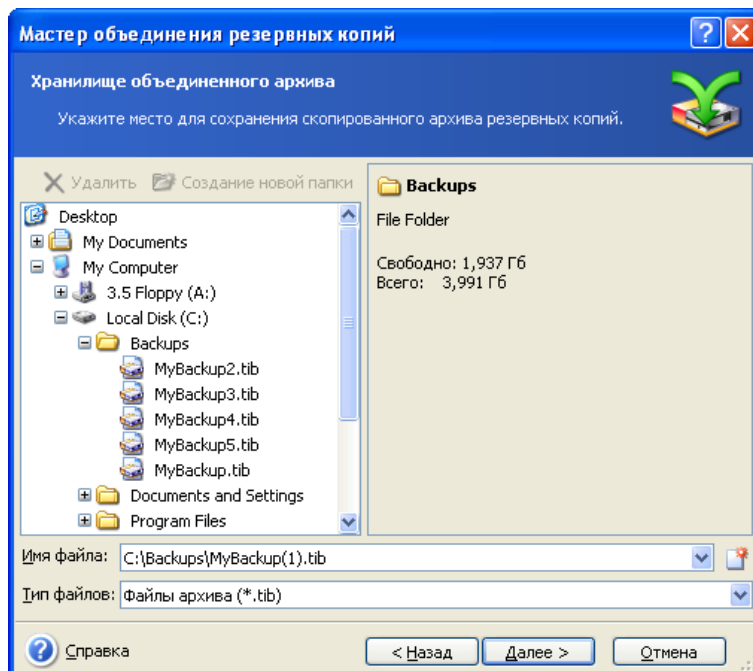 Мастер объединения резервных копий
Хранилище объединенного архива
Укажите место для сохранения скопированного архива резервных копий.
Удалить Создание новой папки
Desktop
My Documents
My Computer
3.5 Floppy (A:)
Local Disk (C:)
Backups
MyBackup2.tib
MyBackup3.tib
MyBackup4.tib
MyBackup5.tib
MyBackup.tib
Documents and Settings
Program Files
Backups
File Folder
Свободно: 1,937 Гб
Всего: 3,991 Гб
Имя файла: C:\Backups\MyBackup(1).tib
Тип файлов: Файлы архива (*.tib)
Справка
< Назад Далее > Отмена